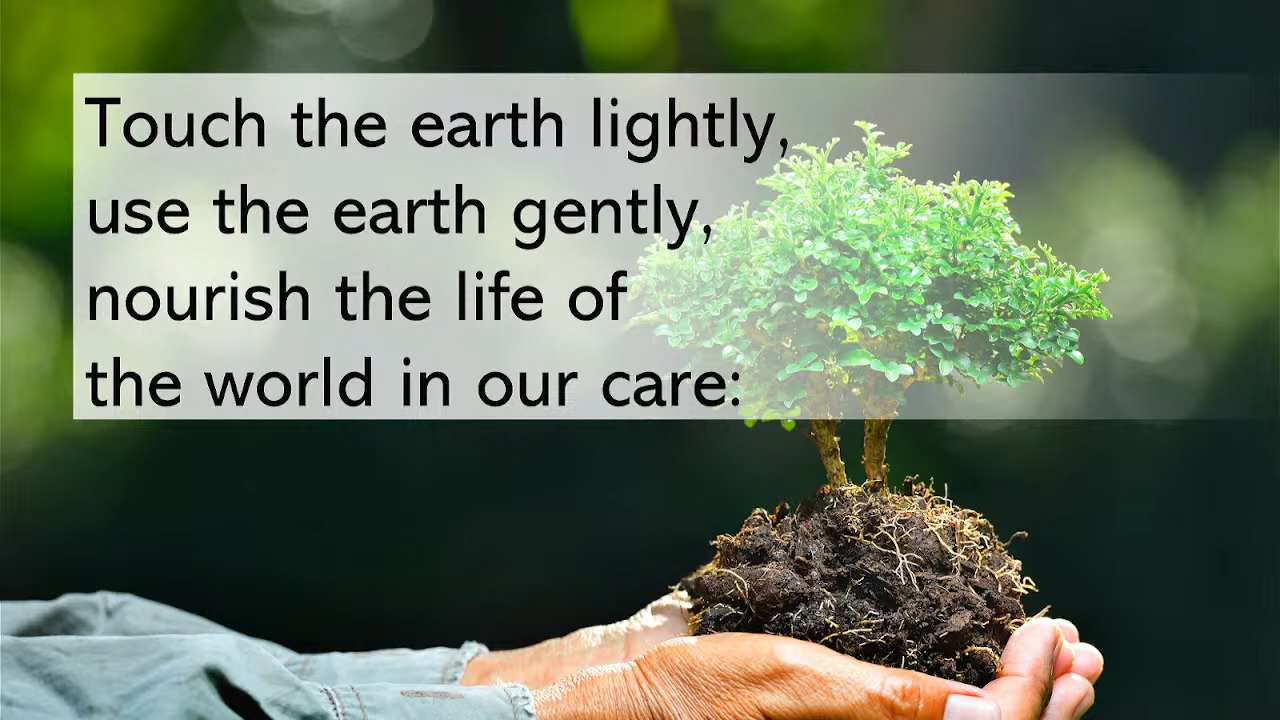 Touch the earth lightly,
use the earth gently,
nourish the life of
the world in our care: